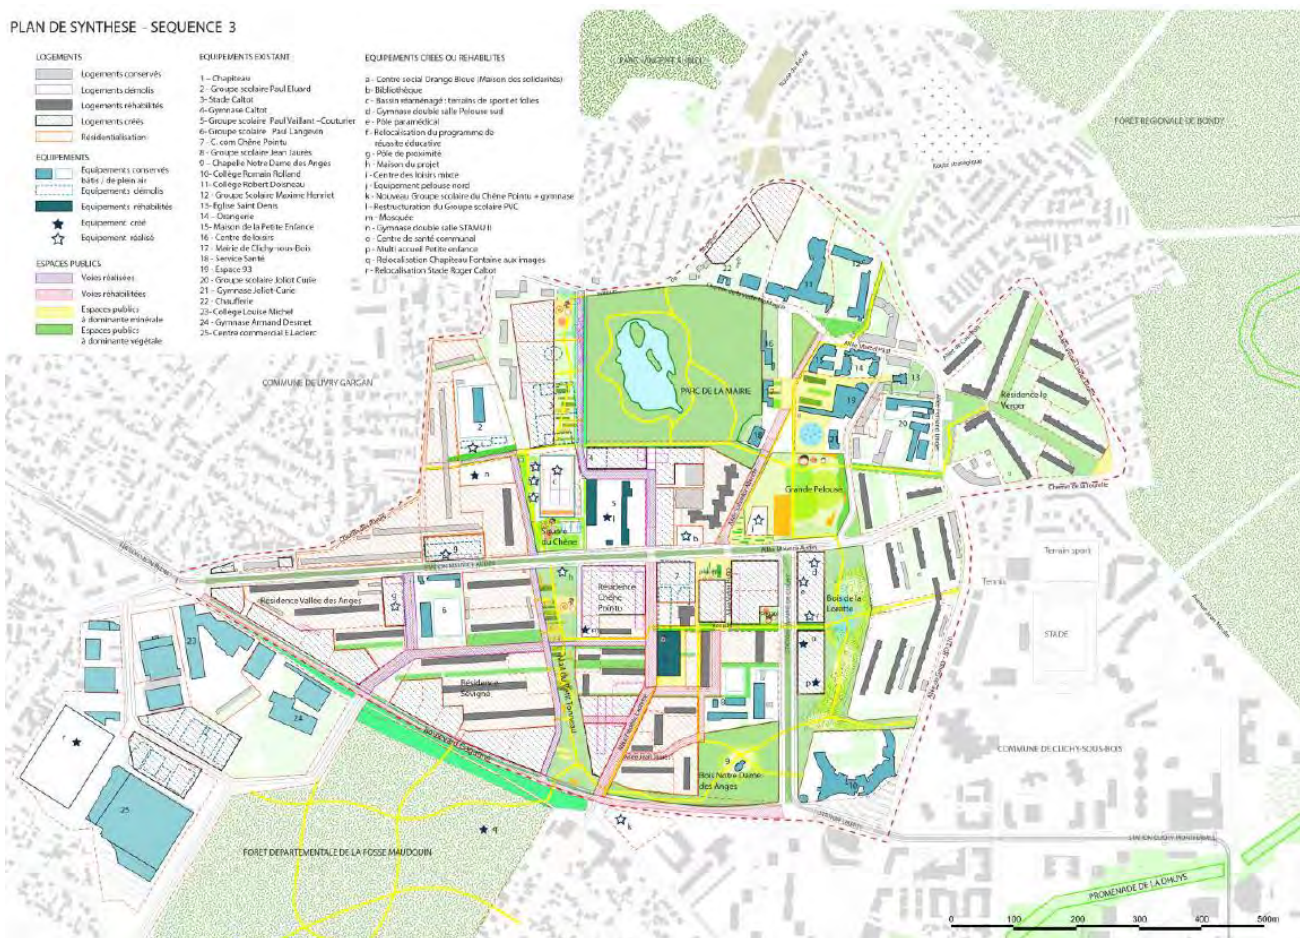 PLAN DE SYNTHESE - SEQUENCE 3
LOGEMENTS
Logements conservés
Logements démolis
Logements réhabilités
Logements créés
Résidentialisation
EQUIPEMENTS
Equipements conservés
bâtis / de plein air
Equipements démolis
Equipements réhabilités
Equipement créé
Equipement réalisé
ESPACES PUBLICS
Voies réalisées
Voies réhabilitées
Espaces publics
à dominante minérale
Espaces publics
à dominante végétale
EQUIPEMENTS EXISTANT
1 - Chapiteau
2 - Groupe scolaire Paul Eluard
3- Stade Caltot
4- Gymnase Caltot
5- Groupe scolaire Paul Vaillant -Couturier
6- Groupe scolaire Paul Langevin
7 - C. com Chêne Pointu
8 - Groupe scolaire Jean Jaurès
9 - Chapelle Notre Dame des Anges
10- Collège Romain Rolland
11- Collège Robert Doisneau
12 - Groupe Scolaire Maxime Henriet
13- Eglise Saint Denis
14 - Orangerie
15- Maison de la Petite Enfance
16 - Centre de loisirs
17 - Mairie de Clichy-sous-Bois
18 - Service Santé
19 - Espace 93
20 - Groupe scolaire Joliot Curie
21 - Gymnase Joliot-Curie
22 - Chaufferie
23- Collège Louise Michel
24 - Gymnase Armand Desmet
25- Centre commercial E.Leclerc
EQUIPEMENTS CREES OU REHABILITES
a - Centre social Orange Bleue (Maison des solidarités)
b- Bibliothèque
c - Bassin réaménagé : terrains de sport et folies
d - Gymnase double salle Pelouse sud
e - Pôle paramédical
f - Relocalisation du programme de
réussite éducative
g - Pôle de proximité
h - Maison du projet
i - Centre des loisirs mixte
j - Equipement pelouse nord
k - Nouveau Groupe scolaire du Chêne Pointu + gymnase
l - Restructuration du Groupe scolaire PVC
m - Mosquée
n - Gymnase double salle STAMU II
o - Centre de santé communal
p - Multi accueil Petite enfance
q - Relocalisation Chapiteau Fontaine aux images
r - Relocalisation Stade Roger Caltot
FORET REGIONALE DE BONDY
COMMUNE DE LIVRY GARGAN
PARC DE LA MAIRIE
Résidence le
Verger
Grande Pelouse
Square
du Chêne
Résidence
Chêne
Pointu
Résidence Vallée des Anges
Résidence
Sévigné
Bois de la
Lorette
Bois Notre Dame
des Anges
Terrain sport
Tennis
STADE
COMMUNE DE CLICHY-SOUS-BOIS
FORET DEPARTEMENTALE DE LA FOSSE MAUDOUIN
PROMENADE DE LA DHUYS
0 100 200 300 400 500m